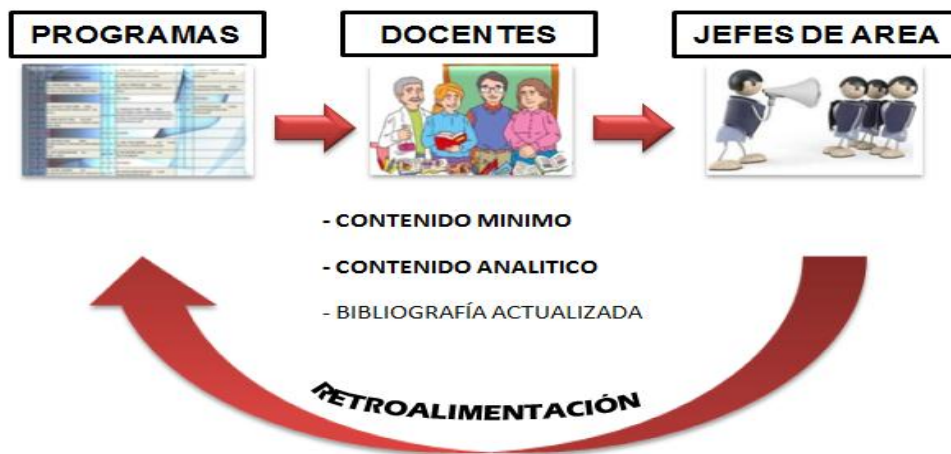 PROGRAMAS
DOCENTES
JEFES DE AREA
- CONTENIDO MINIMO
- CONTENIDO ANALITICO
- BIBLIOGRAFÍA ACTUALIZADA
RETROALIMENTACIÓN